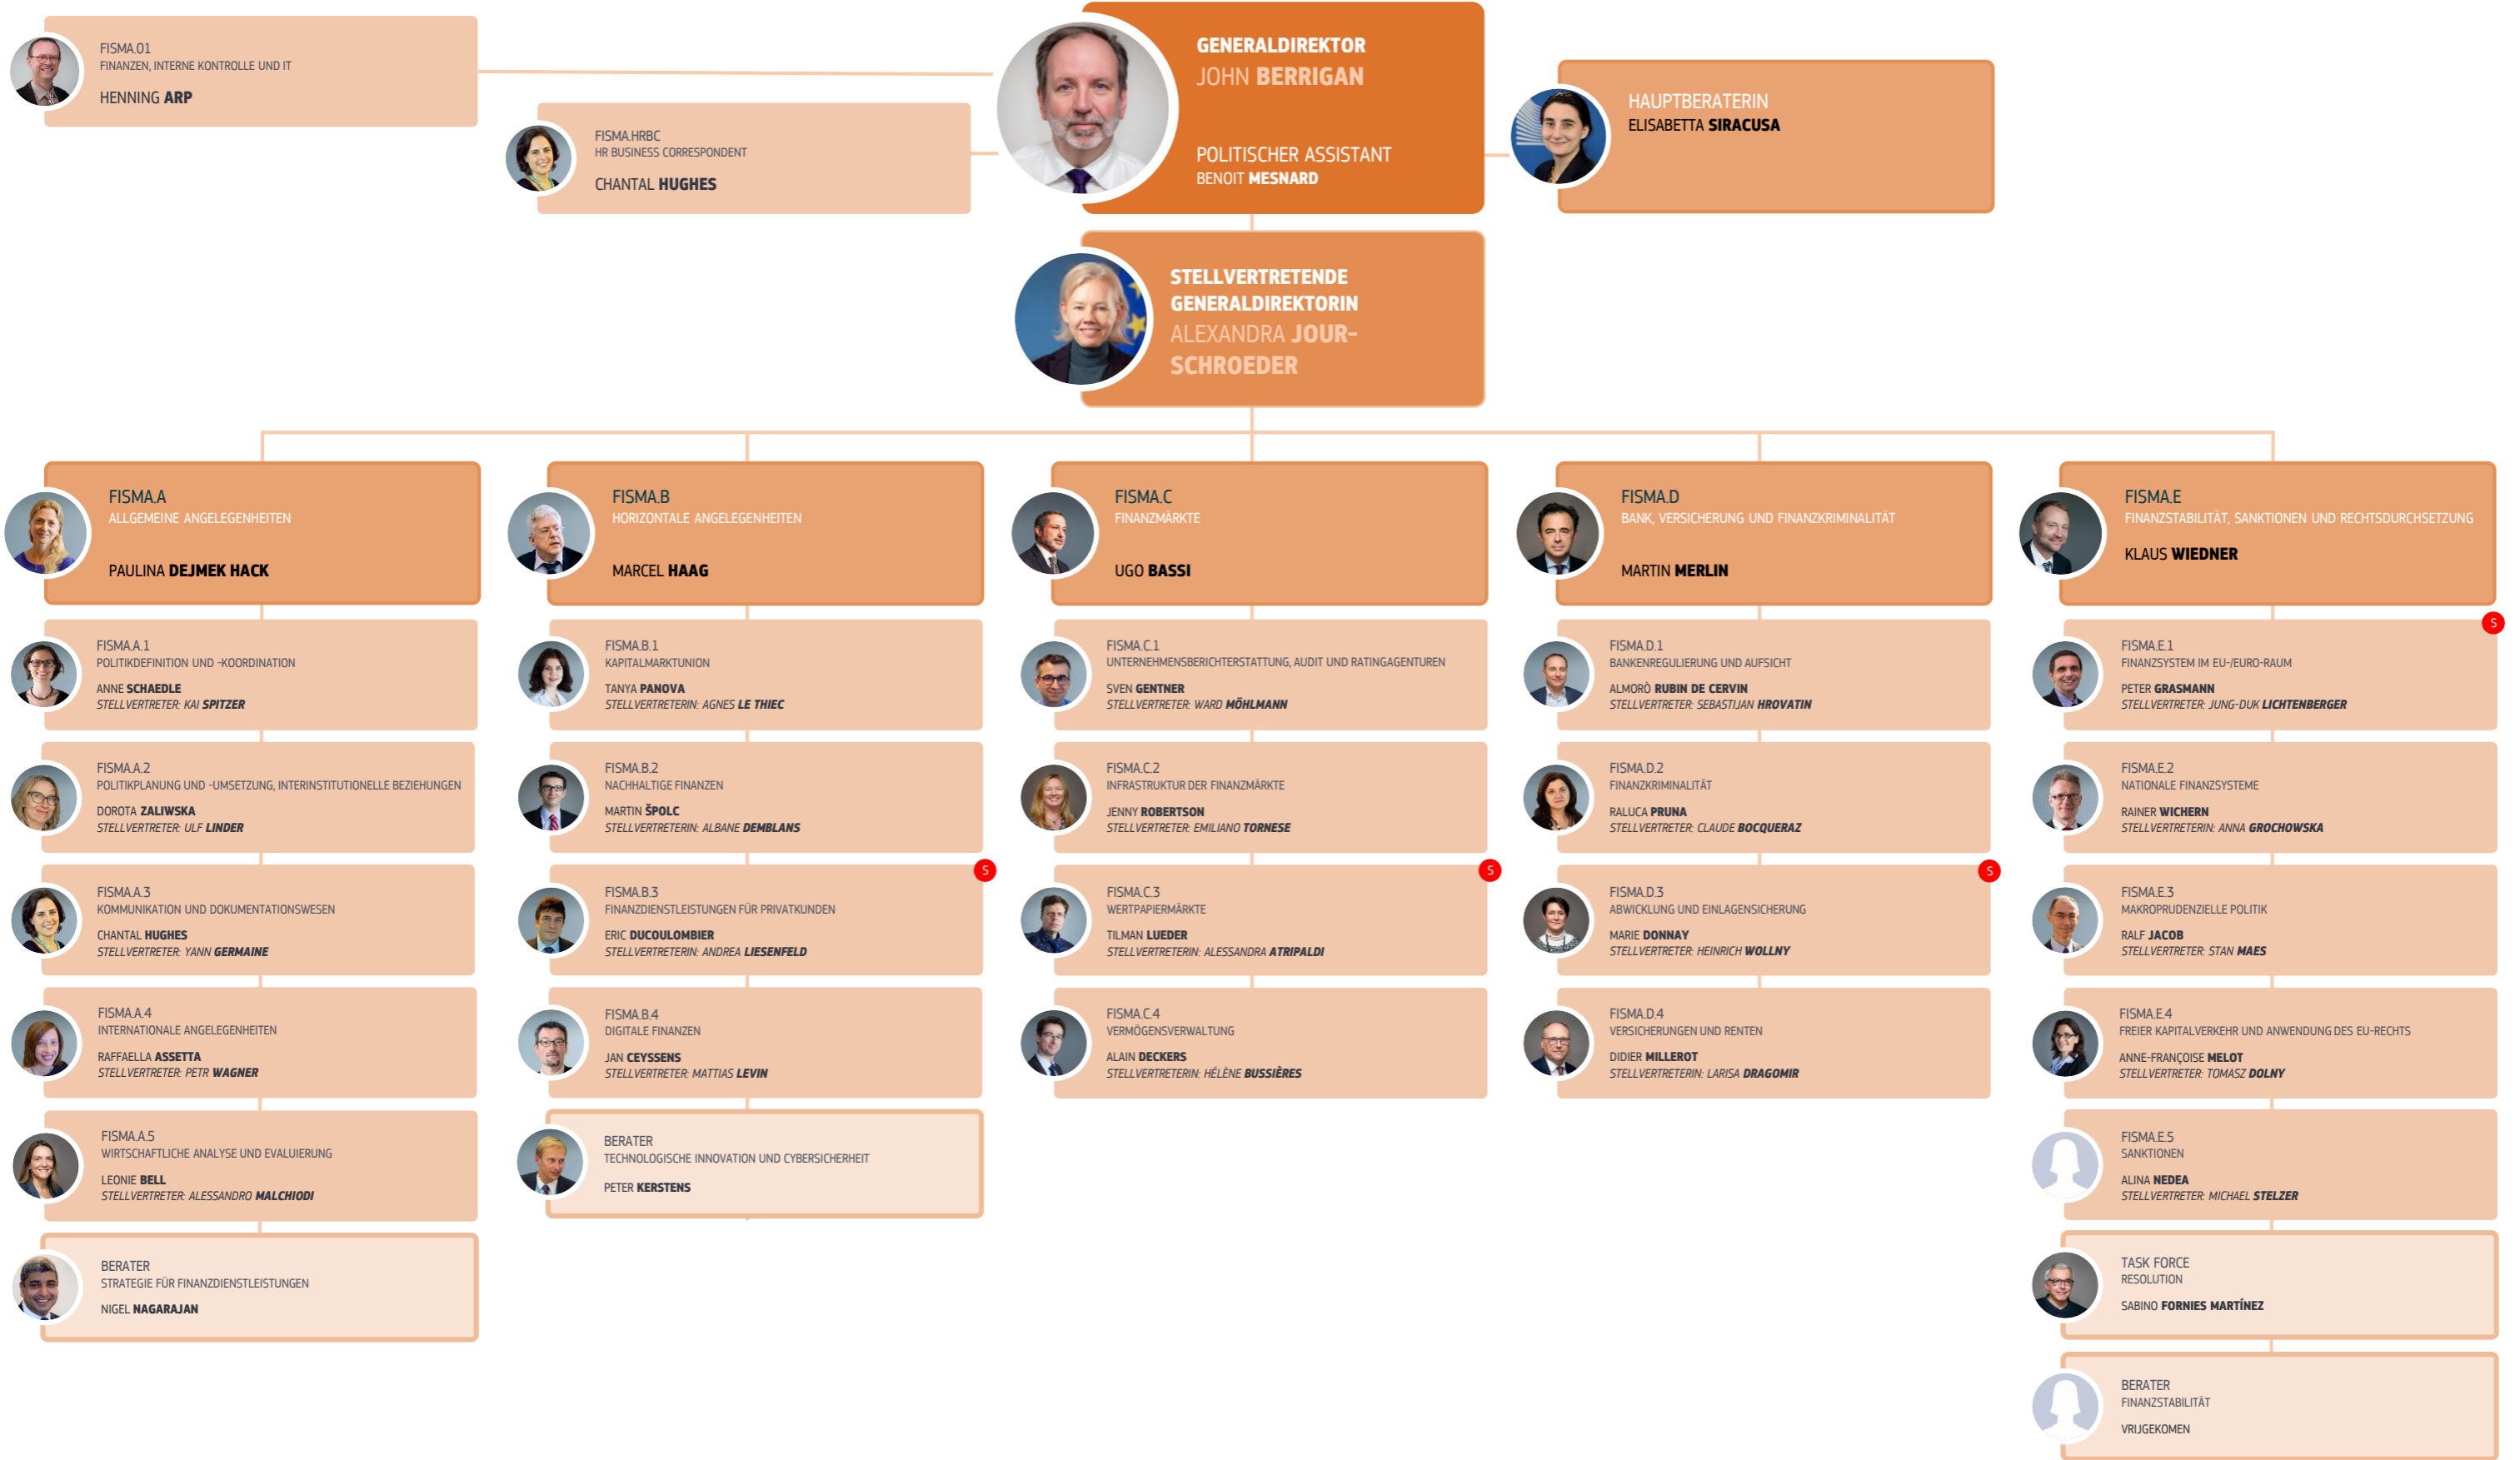 FISMA.01
FINANZEN, INTERNE KONTROLLE UND IT
HENNING ARP
FISMA.HRBC
HR BUSINESS CORRESPONDENT
CHANTAL HUGHES
GENERALDIREKTOR
JOHN BERRIGAN
POLITISCHER ASSISTANT
BENOIT MESNARD
HAUPTBERATERIN
ELISABETTA SIRACUSA
STELLVERTRETENDE
GENERALDIREKTORIN
ALEXANDRA JOUR-
SCHROEDER
FISMA.A
ALLGEMEINE ANGELEGENHEITEN
PAULINA DEJMEK HACK
FISMA.A.1
POLITIKDEFINITION UND -KOORDINATION
ANNE SCHAEDLE
STELLVERTRETER: KAI SPITZER
FISMA.A.2
POLITIKPLANUNG UND -UMSETZUNG, INTERINSTITUTIONELLE BEZIEHUNGEN
DOROTA ZALIWSKA
STELLVERTRETER: ULF LINDER
FISMA.A.3
KOMMUNIKATION UND DOKUMENTATIONSWESEN
CHANTAL HUGHES
STELLVERTRETER: YANN GERMAINE
FISMA.A.4
INTERNATIONALE ANGELEGENHEITEN
RAFFAELLA ASSETTA
STELLVERTRETER: PETR WAGNER
FISMA.A.5
WIRTSCHAFTLICHE ANALYSE UND EVALUIERUNG
LEONIE BELL
STELLVERTRETER: ALESSANDRO MALCHIODI
BERATER
STRATEGIE FÜR FINANZDIENSTLEISTUNGEN
NIGEL NAGARAJAN
FISMA.B
HORIZONTALE ANGELEGENHEITEN
MARCEL HAAG
FISMA.B.1
KAPITALMARKTUNION
TANYA PANOVA
STELLVERTRETERIN: AGNES LE THIEC
FISMA.B.2
NACHHALTIGE FINANZEN
MARTIN ŠPOLC
STELLVERTRETERIN: ALBANE DEMBLANS
S
FISMA.B.3
FINANZDIENSTLEISTUNGEN FÜR PRIVATKUNDEN
ERIC DUCOULOMBIER
STELLVERTRETERIN: ANDREA LIESENFELD
FISMA.B.4
DIGITALE FINANZEN
JAN CEYSSENS
STELLVERTRETER: MATTIAS LEVIN
BERATER
TECHNOLOGISCHE INNOVATION UND CYBERSICHERHEIT
PETER KERSTENS
FISMA.C
FINANZMÄRKTE
UGO BASSI
FISMA.C.1
UNTERNEHMENSBERICHTERSTATTUNG, AUDIT UND RATINGAGENTUREN
SVEN GENTNER
STELLVERTRETER: WARD MÖHLMANN
FISMA.C.2
INFRASTRUKTUR DER FINANZMÄRKTE
JENNY ROBERTSON
STELLVERTRETER: EMILIANO TORNESE
S
FISMA.C.3
WERTPAPIERMÄRKTE
TILMAN LUEDER
STELLVERTRETERIN: ALESSANDRA ATRIPALDI
FISMA.C.4
VERMÖGENSVERWALTUNG
ALAIN DECKERS
STELLVERTRETERIN: HÉLÈNE BUSSIÈRES
FISMA.D
BANK, VERSICHERUNG UND FINANZKRIMINALITÄT
MARTIN MERLIN
FISMA.D.1
BANKENREGULIERUNG UND AUFSICHT
ALMORÒ RUBIN DE CERVIN
STELLVERTRETER: SEBASTIJAN HROVATIN
FISMA.D.2
FINANZKRIMINALITÄT
RALUCA PRUNA
STELLVERTRETER: CLAUDE BOCQUERAZ
S
FISMA.D.3
ABWICKLUNG UND EINLAGENSICHERUNG
MARIE DONNAY
STELLVERTRETER: HEINRICH WOLLNY
FISMA.D.4
VERSICHERUNGEN UND RENTEN
DIDIER MILLEROT
STELLVERTRETERIN: LARISA DRAGOMIR
FISMA.E
FINANZSTABILITÄT, SANKTIONEN UND RECHTSDURCHSETZUNG
KLAUS WIEDNER
S
FISMA.E.1
FINANZSYSTEM IM EU-/EURO-RAUM
PETER GRASMANN
STELLVERTRETER: JUNG-DUK LICHTENBERGER
FISMA.E.2
NATIONALE FINANZSYSTEME
RAINER WICHERN
STELLVERTRETERIN: ANNA GROCHOWSKA
FISMA.E.3
MAKROPRUDENZIELLE POLITIK
RALF JACOB
STELLVERTRETER: STAN MAES
FISMA.E.4
FREIER KAPITALVERKEHR UND ANWENDUNG DES EU-RECHTS
ANNE-FRANÇOISE MELOT
STELLVERTRETER: TOMASZ DOLNY
FISMA.E.5
SANKTIONEN
ALINA NEDEA
STELLVERTRETER: MICHAEL STELZER
TASK FORCE
RESOLUTION
SABINO FORNIES MARTÍNEZ
BERATER
FINANZSTABILITÄT
VRIJGEKOMEN